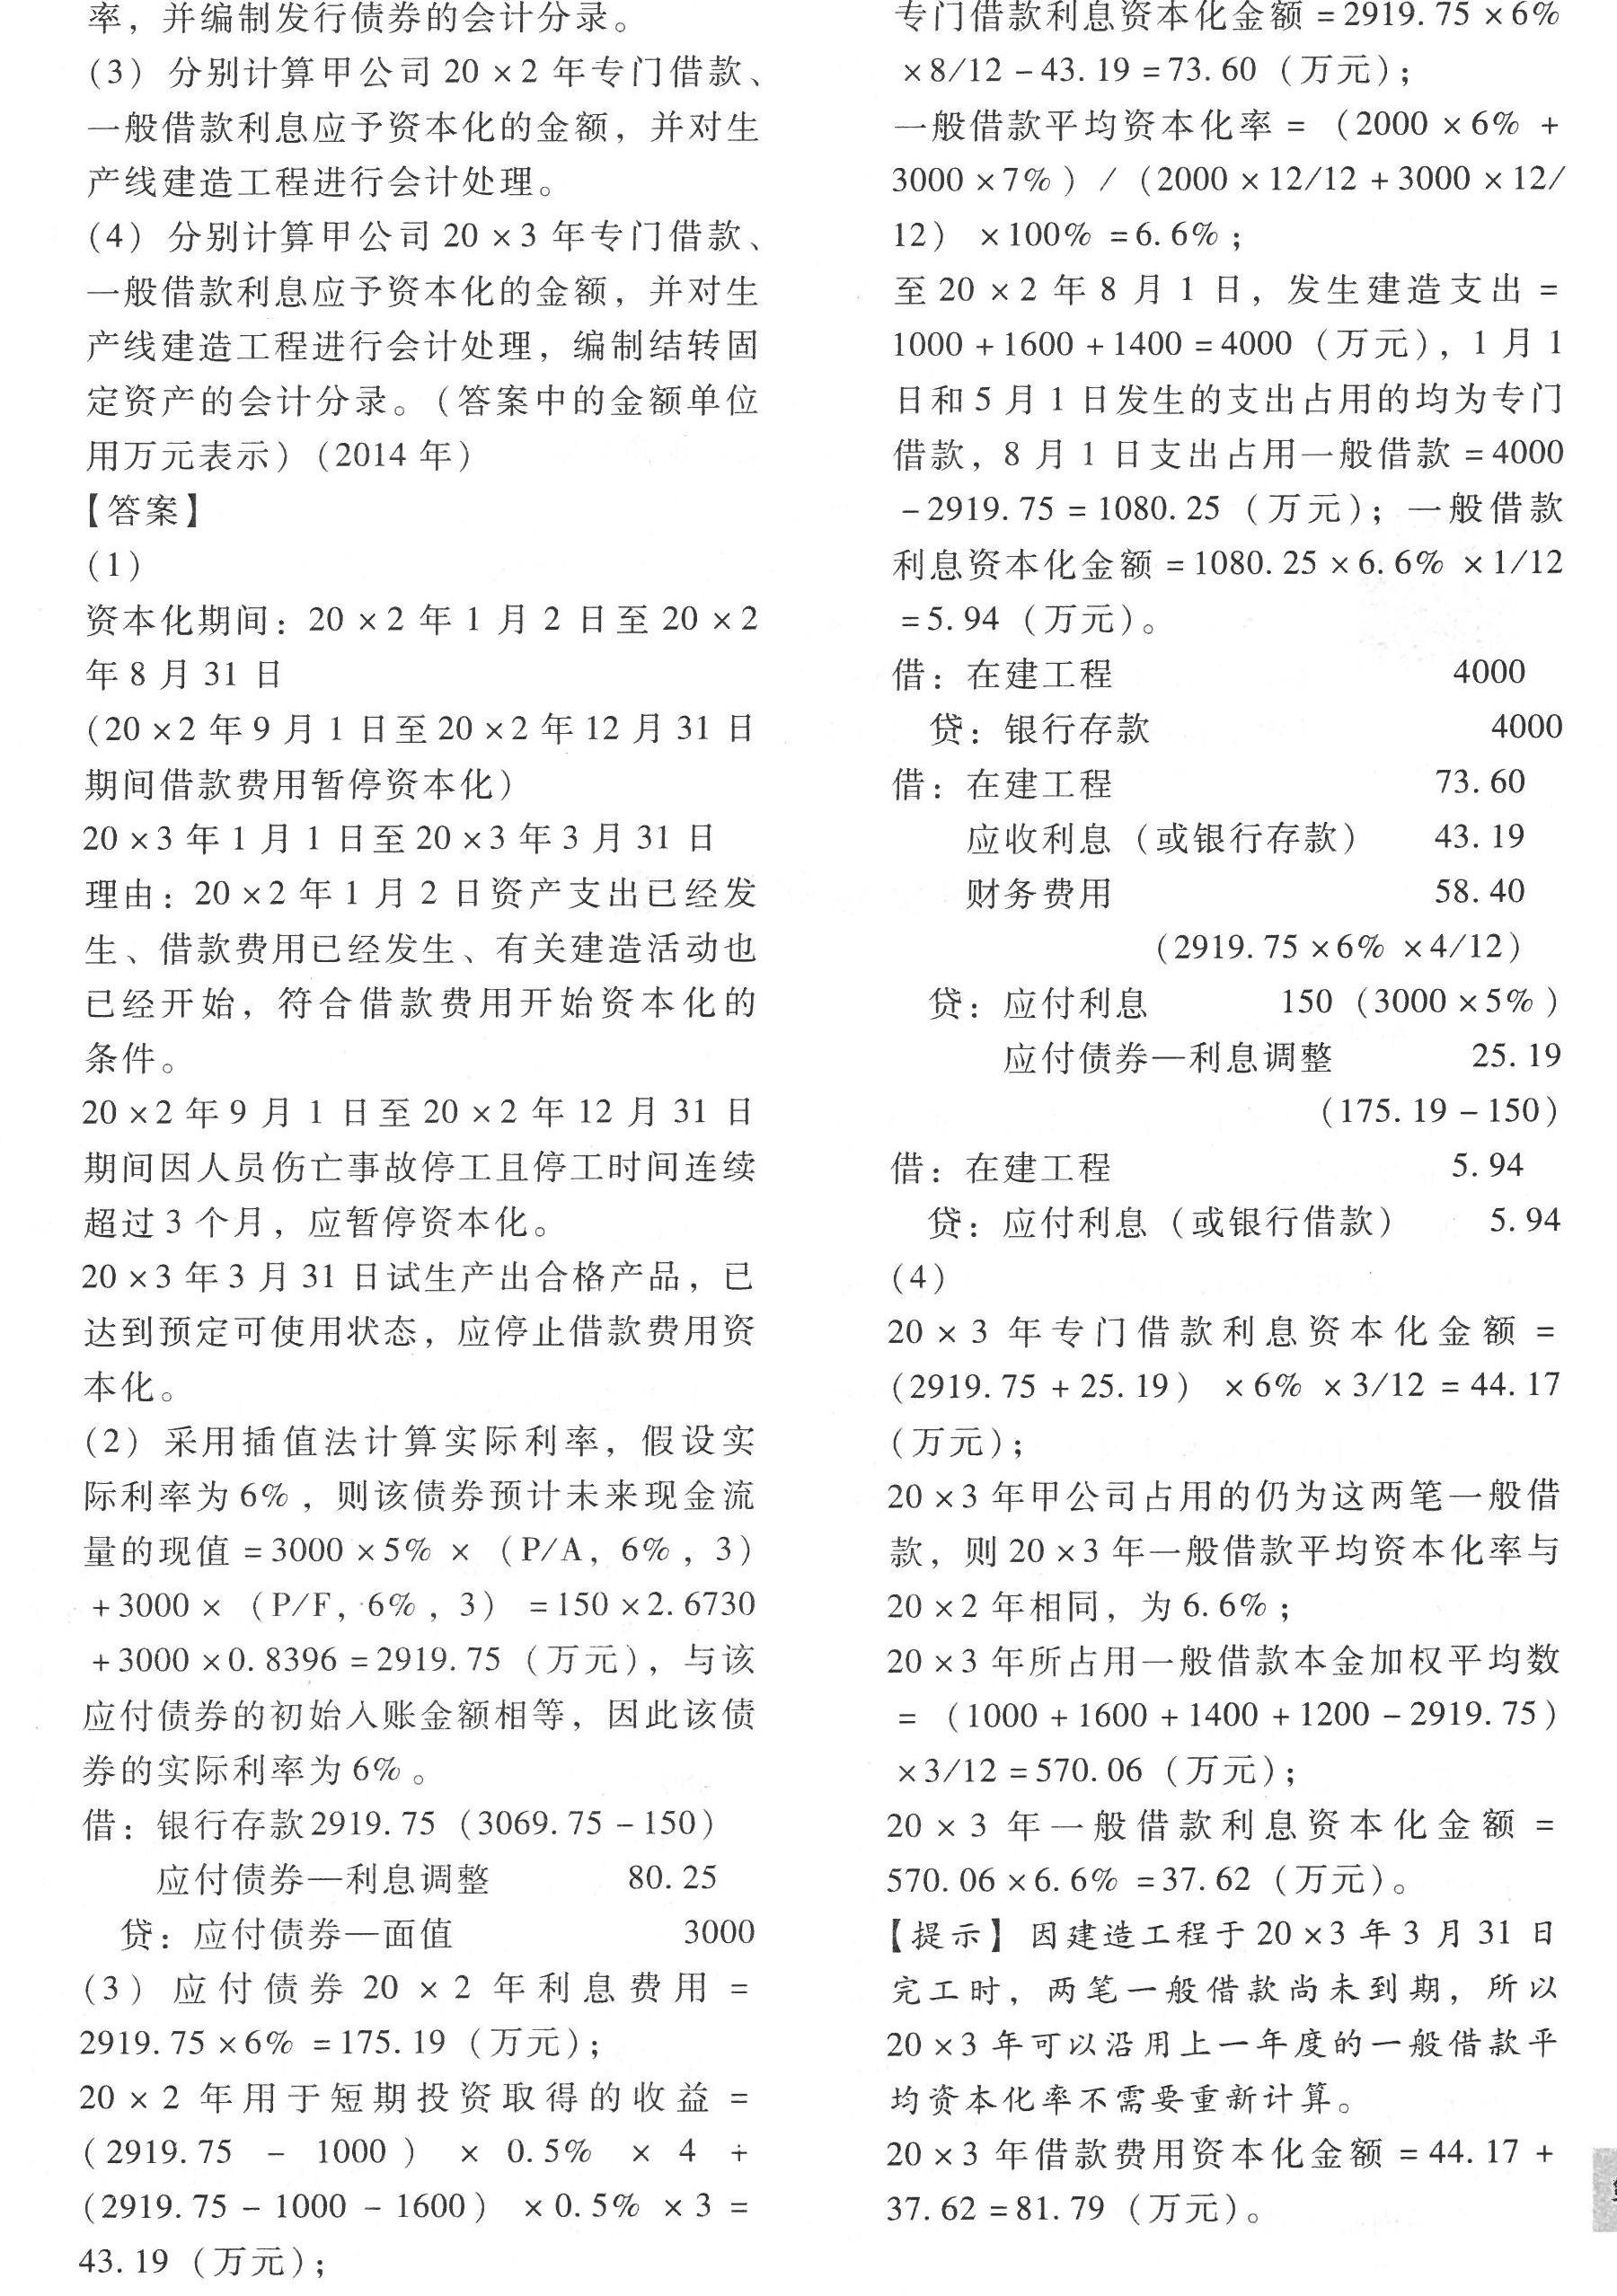 率，并编制发行债券的会计分录。
(3) 分别计算甲公司 20×2 年专门借款、
一般借款利息应予资本化的金额，并对生
产线建造工程进行会计处理。
(4) 分别计算甲公司 20×3 年专门借款、
一般借款利息应予资本化的金额，并对生
产线建造工程进行会计处理，编制结转固
定资产的会计分录。（答案中的金额单位
用万元表示）（2014 年）
【答案】
(1)
资本化期间：20×2 年 1 月 2 日至 20×2
年 8 月 31 日
(20×2 年 9 月 1 日至 20×2 年 12 月 31 日
期间借款费用暂停资本化）
20×3 年 1 月 1 日至 20×3 年 3 月 31 日
理由：20×2 年 1 月 2 日资产支出已经发
生、借款费用已经发生、有关建造活动也
已经开始，符合借款费用开始资本化的
条件。
20×2 年 9 月 1 日至 20×2 年 12 月 31 日
期间因人员伤亡事故停工且停工时间连续
超过 3 个月，应暂停资本化。
20×3 年 3 月 31 日试生产出合格产品，已
达到预定可使用状态，应停止借款费用资
本化。
(2) 采用插值法计算实际利率，假设实
际利率为 6%，则该债券预计未来现金流
量的现值 =3000×5% ×（P/A，6%，3）
+3000×（P/F，6%，3）=150×2.6730
+3000×0.8396 =2919.75（万元），与该
应付债券的初始入账金额相等，因此该债
券的实际利率为 6%。
借：银行存款2919.75（3069.75－150）
应付债券—利息调整 80.25
贷：应付债券—面值 3000
(3) 应付债券 20×2 年利息费用 =
2919.75×6% =175.19（万元）；
20×2 年用于短期投资取得的收益 =
(2919.75 － 1000) × 0.5% × 4 +
(2919.75－1000－1600) ×0.5% ×3 =
43.19（万元）；
专门借款利息资本化金额 =2919.75×6%
×8/12－43.19 =73.60（万元）；
一般借款平均资本化率 =（2000×6% +
3000×7%）/（2000×12/12+3000×12/
12）×100% =6.6%；
至 20×2 年 8 月 1 日，发生建造支出 =
1000+1600+1400=4000（万元），1 月 1
日和 5 月 1 日发生的支出占用的均为专门
借款，8 月 1 日支出占用一般借款 =4000
－2919.75 =1080.25（万元）；一般借款
利息资本化金额 =1080.25×6.6% ×1/12
=5.94（万元）。
借：在建工程 4000
贷：银行存款 4000
借：在建工程 73.60
应收利息（或银行存款） 43.19
财务费用 58.40
(2919.75×6% ×4/12)
贷：应付利息 150（3000×5%）
应付债券—利息调整 25.19
(175.19－150)
借：在建工程 5.94
贷：应付利息（或银行借款） 5.94
(4)
20×3 年专门借款利息资本化金额 =
(2919.75+25.19) ×6% ×3/12 =44.17
（万元）；
20×3 年甲公司占用的仍为这两笔一般借
款，则 20×3 年一般借款平均资本化率与
20×2 年相同，为 6.6%；
20×3 年所占用一般借款本金加权平均数
=（1000+1600+1400+1200－2919.75）
×3/12 =570.06（万元）；
20×3 年一般借款利息资本化金额 =
570.06×6.6% =37.62（万元）。
【提示】因建造工程于 20×3 年 3 月 31 日
完工时，两笔一般借款尚未到期，所以
20×3 年可以沿用上一年度的一般借款平
均资本化率不需要重新计算。
20×3 年借款费用资本化金额 =44.17+
37.62=81.79（万元）。